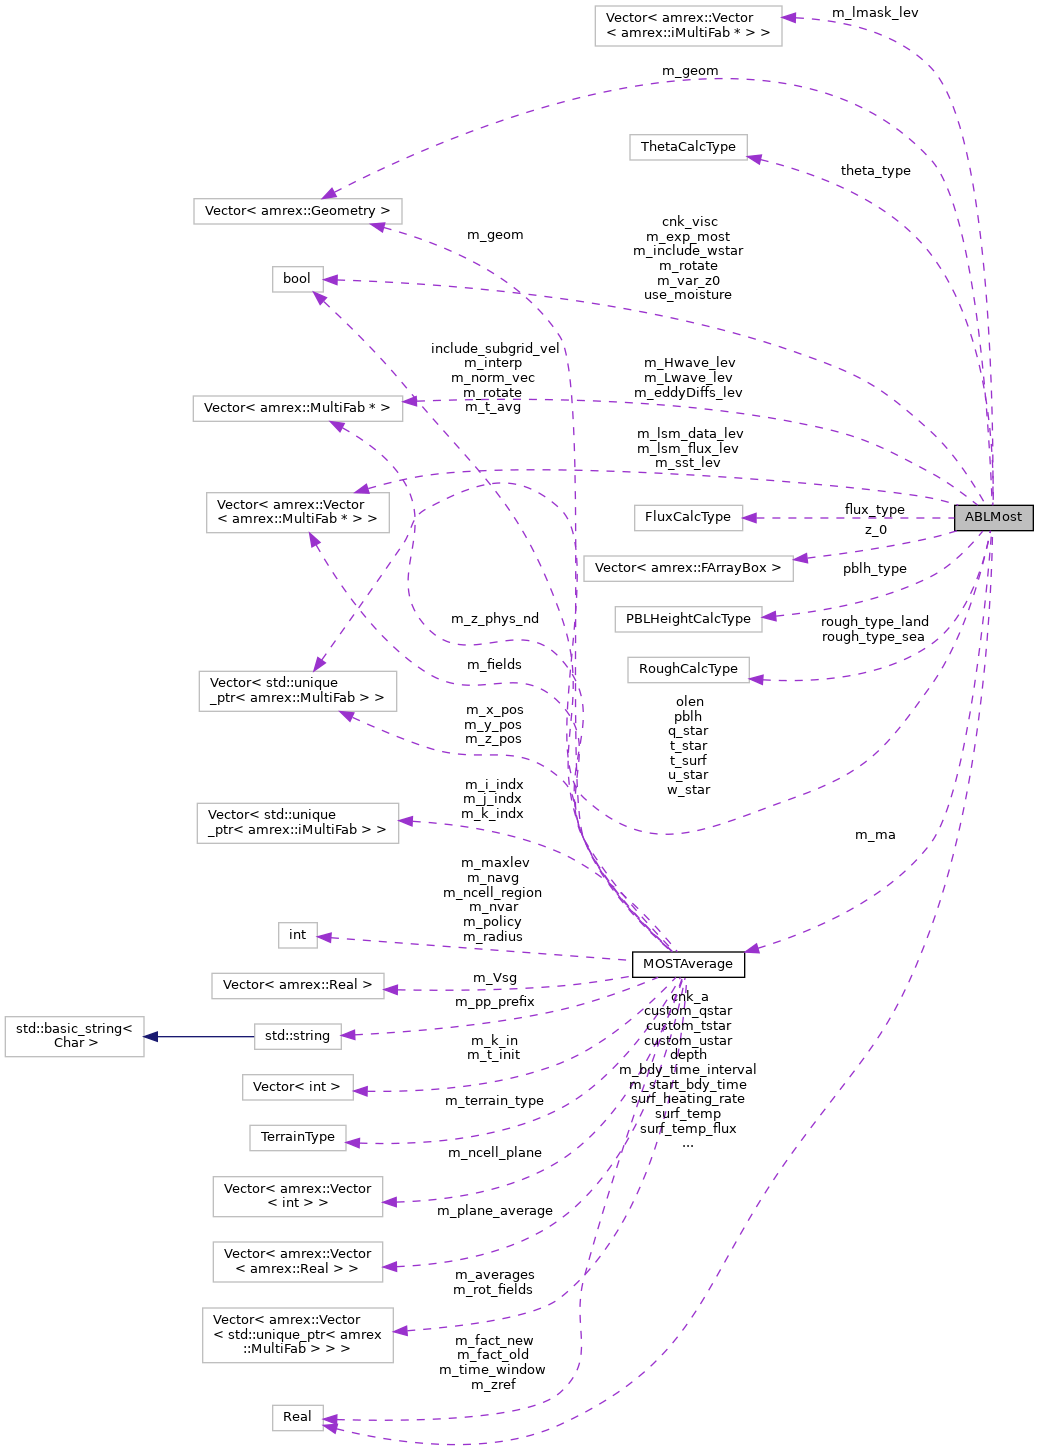 Vector< amrex::Vector
< amrex::iMultiFab * > >
m_lmask_lev
m_geom
ThetaCalcType
theta_type
Vector< amrex::Geometry >
m_geom
cnk_visc
m_exp_most
m_include_wstar
m_rotate
m_var_z0
use_moisture
bool
include_subgrid_vel
m_interp
m_norm_vec
m_rotate
m_t_avg
m_Hwave_lev
m_Lwave_lev
m_eddyDiffs_lev
Vector< amrex::MultiFab * >
m_lsm_data_lev
m_lsm_flux_lev
m_sst_lev
Vector< amrex::Vector
< amrex::MultiFab * > >
FluxCalcType
flux_type
ABLMost
z_0
Vector< amrex::FArrayBox >
pblh_type
PBLHeightCalcType
m_z_phys_nd
rough_type_land
rough_type_sea
m_fields
RoughCalcType
Vector< std::unique
_ptr< amrex::MultiFab > >
m_x_pos
m_y_pos
m_z_pos
olen
pblh
q_star
t_star
t_surf
u_star
w_star
m_i_indx
m_j_indx
m_k_indx
Vector< std::unique
_ptr< amrex::iMultiFab > >
m_ma
m_maxlev
m_navg
m_ncell_region
m_nvar
m_policy
m_radius
int
MOSTAverage
Vector< amrex::Real >
m_Vsg
m_pp_prefix
std::basic_string<
Char >
std::string
cnk_a
custom_qstar
custom_tstar
custom_ustar
depth
m_bdy_time_interval
m_start_bdy_time
surf_heating_rate
surf_temp
surf_temp_flux
...
m_k_in
m_t_init
Vector< int >
m_terrain_type
TerrainType
m_ncell_plane
Vector< amrex::Vector
< int > >
m_plane_average
Vector< amrex::Vector
< amrex::Real > >
m_averages
m_rot_fields
Vector< amrex::Vector
< std::unique_ptr< amrex
::MultiFab > > >
m_fact_new
m_fact_old
m_time_window
m_zref
Real